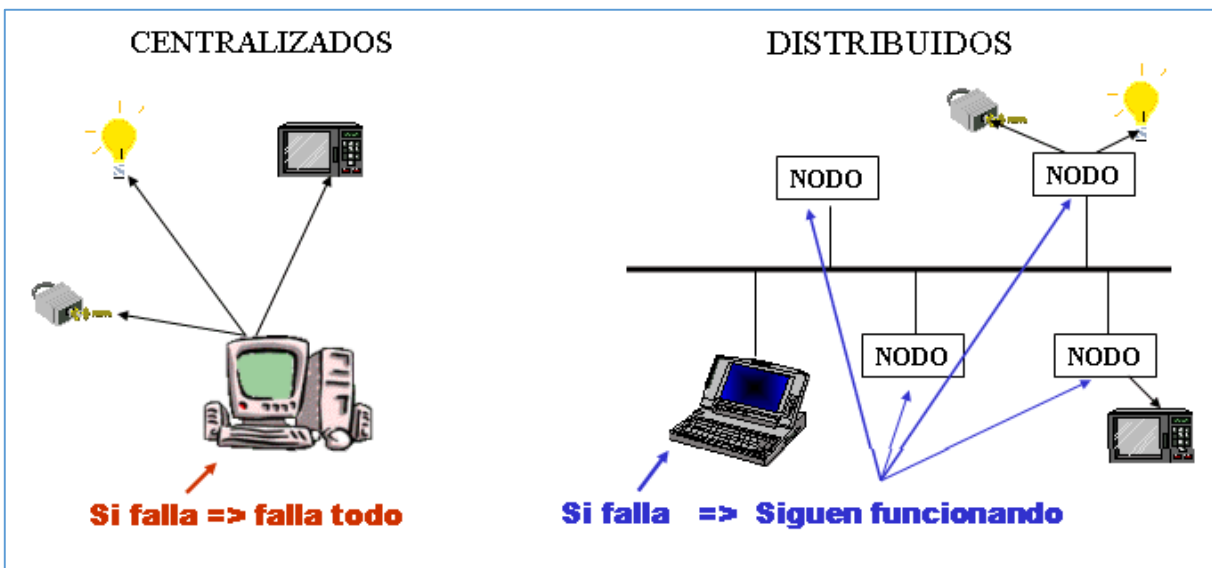 CENTRALIZADOS
Si falla => falla todo
DISTRIBUIDOS
NODO
NODO
NODO
NODO
Si falla => Siguen funcionando